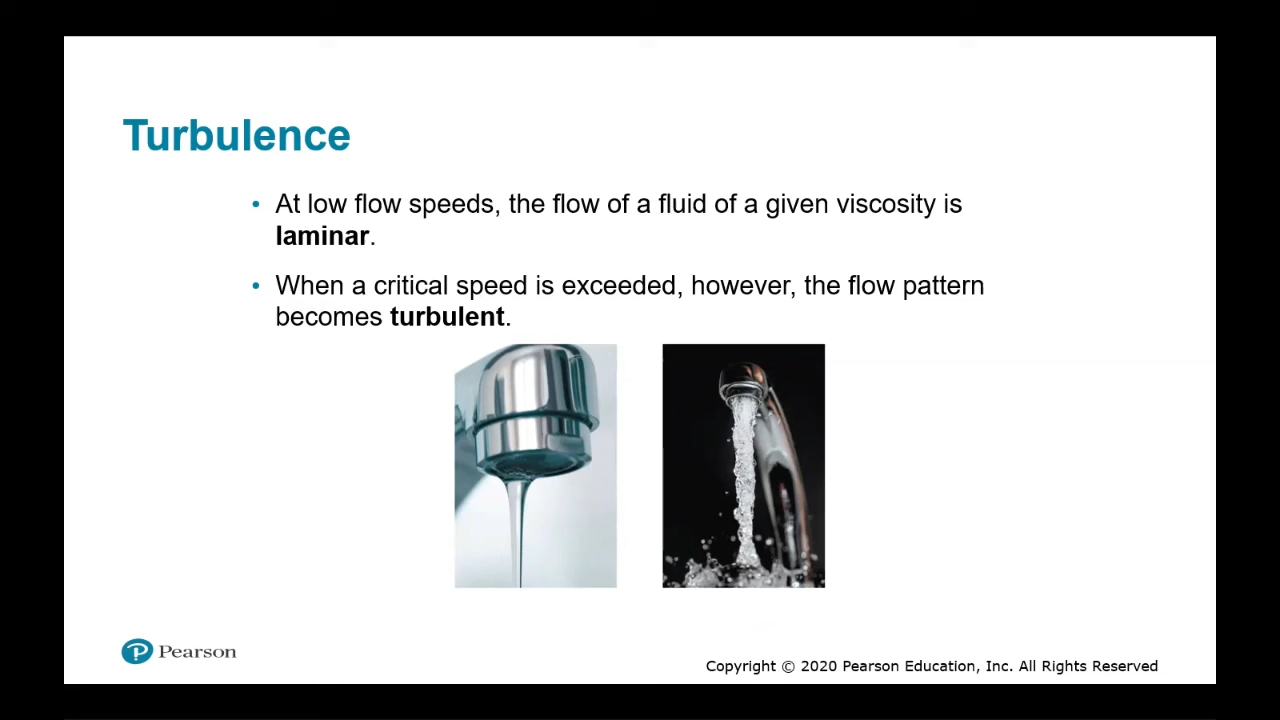 Turbulence
• At low flow speeds, the flow of a fluid of a given viscosity is
laminar.
• When a critical speed is exceeded, however, the flow pattern
becomes turbulent.
Pearson
Copyright © 2020 Pearson Education, Inc. All Rights Reserved